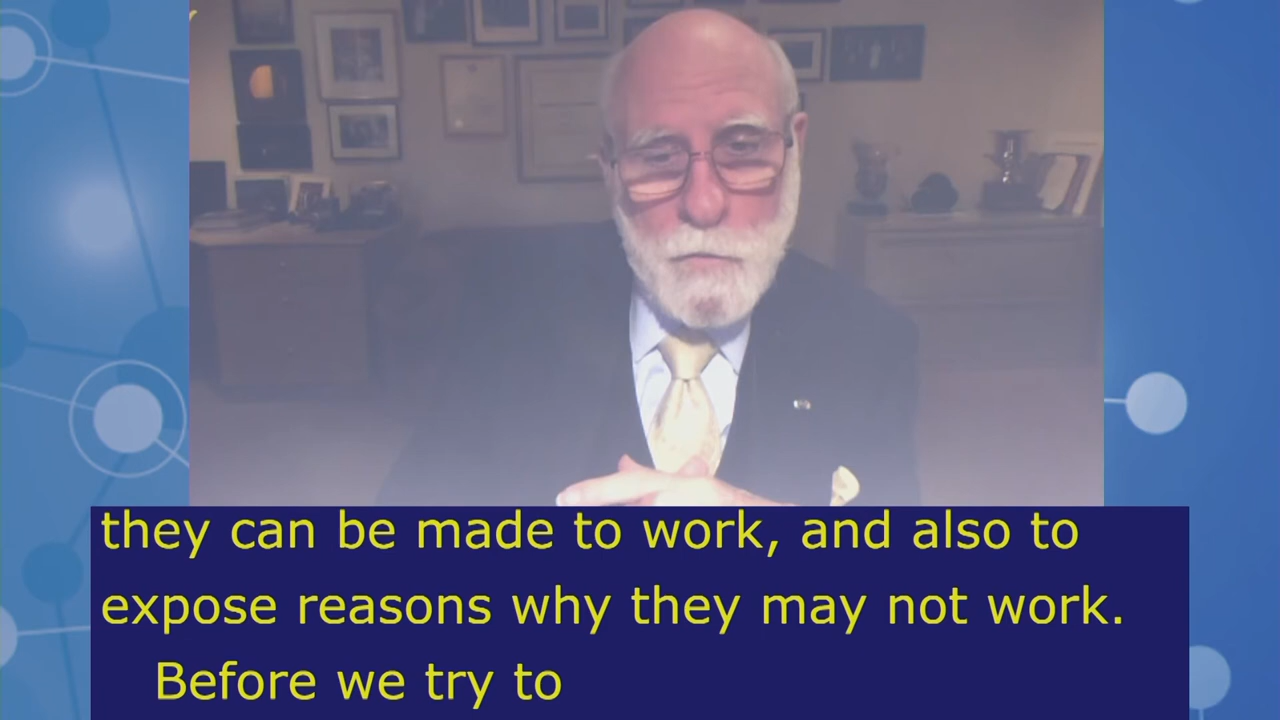 they can be made to work, and also to
expose reasons why they may not work.
Before we try to